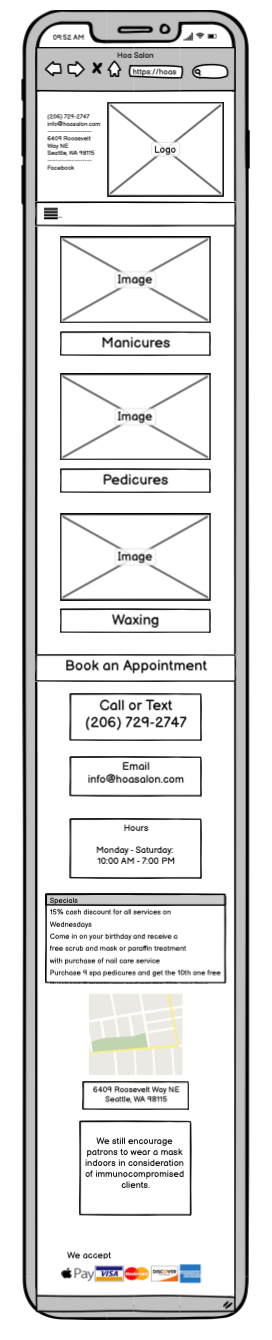 09:52 AM
Hoa Salon
https://hoas
(206) 729-2747
info@hoasalon.com
6409 Roosevelt
Way NE
Seattle, WA 98115
Facebook
Logo
Image
Manicures
Image
Pedicures
Image
Waxing
Book an Appointment
Call or Text
(206) 729-2747
Email
info@hoasalon.com
Hours
Monday - Saturday:
10:00 AM - 7:00 PM
Specials
15% cash discount for all services on
Wednesdays
Come in on your birthday and receive a
free scrub and mask or paraffin treatment
with purchase of nail care service
Purchase 9 spa pedicures and get the 10th one free
6409 Roosevelt Way NE
Seattle, WA 98115
We still encourage
patrons to wear a mask
indoors in consideration
of immunocompromised
clients.
We accept
Pay VISA MasterCard DISCOVER